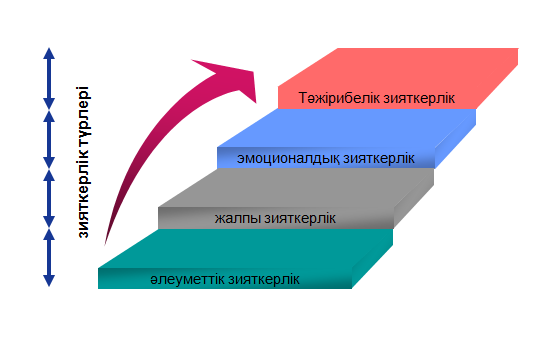 зияткерлік түрлері
Тәжірибелік зияткерлік
эмоционалдық зияткерлік
жалпы зияткерлік
әлеуметтік зияткерлік